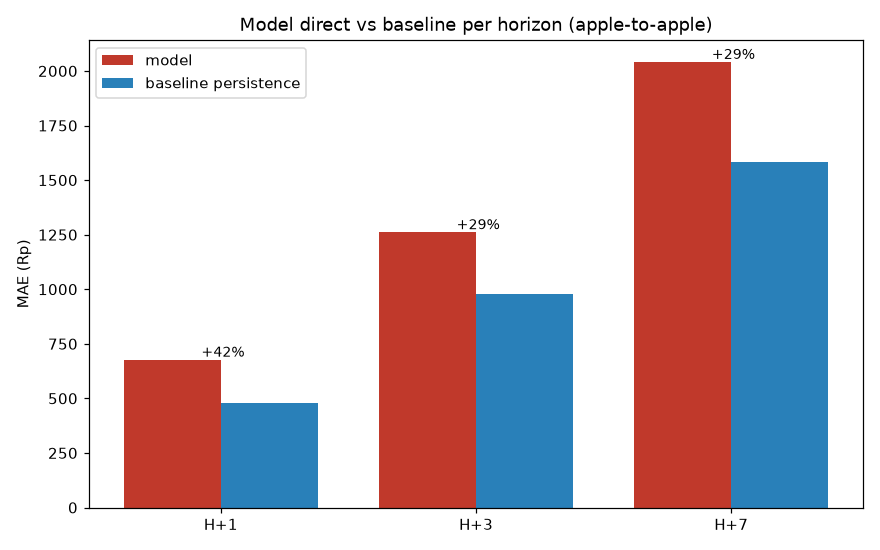 Model direct vs baseline per horizon (apple-to-apple)
model
baseline persistence
MAE (Rp)
2000
1750
1500
1250
1000
750
500
250
0
+42%
+29%
+29%
H+1
H+3
H+7